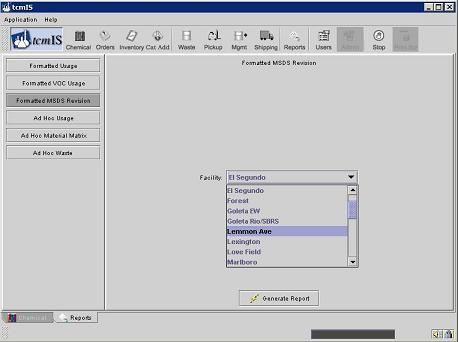 tcmIS
Application Help
tcmIS Chemical Orders Inventory Cat Add Waste Pickup Mgmt Shipping Reports Users Admin Stop
Formatted Usage
Formatted VOC Usage
Formatted MSDS Revision
Ad Hoc Usage
Ad Hoc Material Matrix
Ad Hoc Waste
Formatted MSDS Revision
Facility: El Segundo
El Segundo
Forest
Goleta EW
Goleta Rio/SBRS
Lemmon Ave
Lexington
Love Field
Marlboro
Generate Report
Chemical Reports